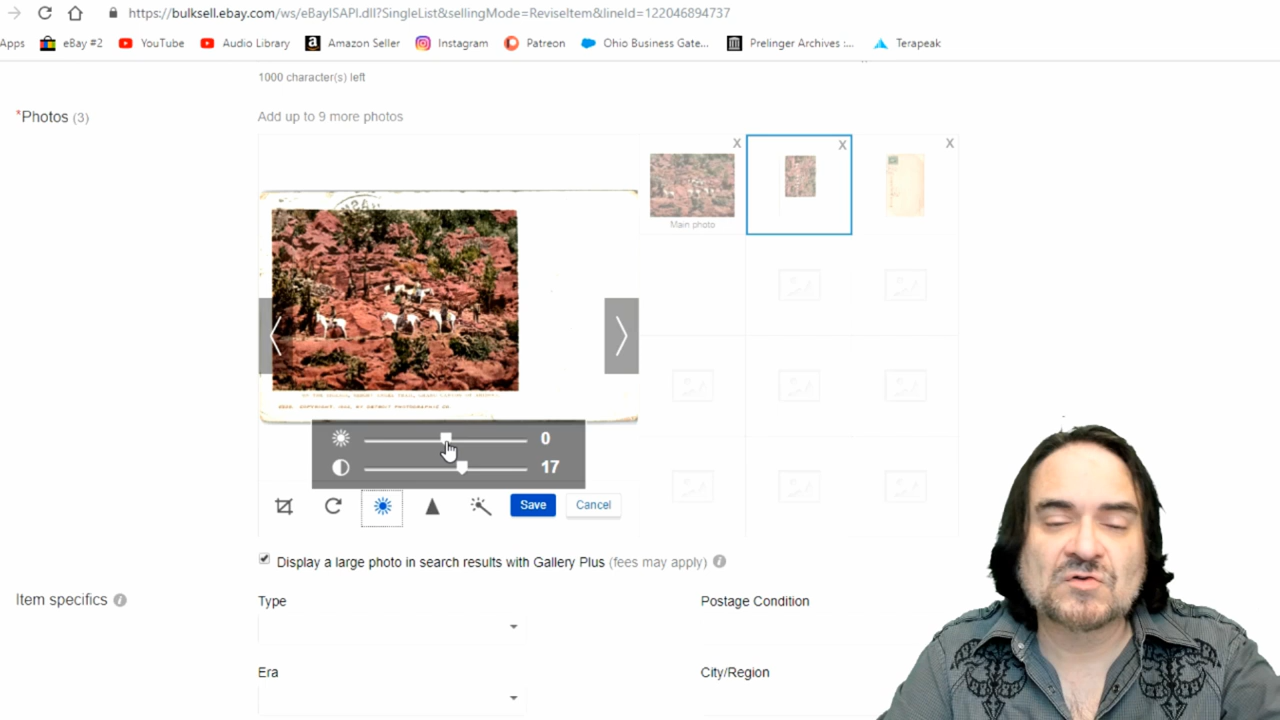 https://bulksell.ebay.com/ws/eBayISAPI.dll?SingleList&sellingMode=ReviseItem&lineId=122046894737
Apps eBay #2 YouTube Audio Library Amazon Seller Instagram Patreon Ohio Business Gate... Prelinger Archives :... Terapeak
1000 character(s) left
*Photos (3)
Add up to 9 more photos
X X X
Main photo
0
17
Save Cancel
Display a large photo in search results with Gallery Plus (fees may apply)
Item specifics
Type
Postage Condition
Era
City/Region